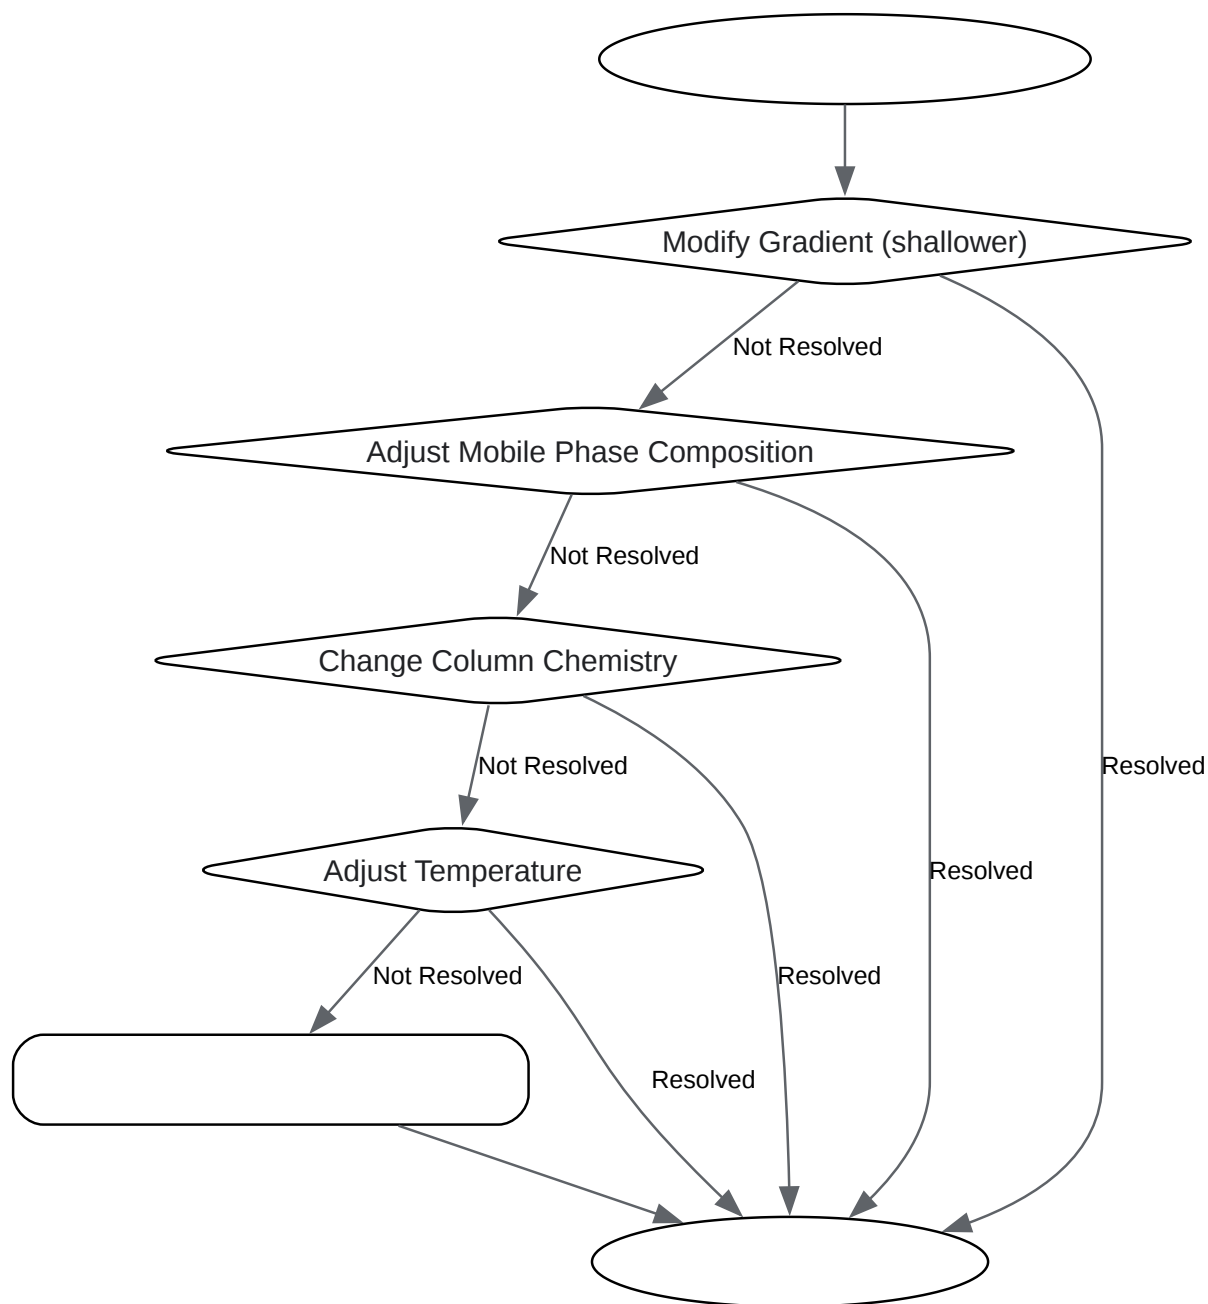 Modify Gradient (shallower)
Not Resolved
Adjust Mobile Phase Composition
Not Resolved
Change Column Chemistry
Not Resolved
Resolved
Adjust Temperature
Resolved
Not Resolved
Resolved
Resolved